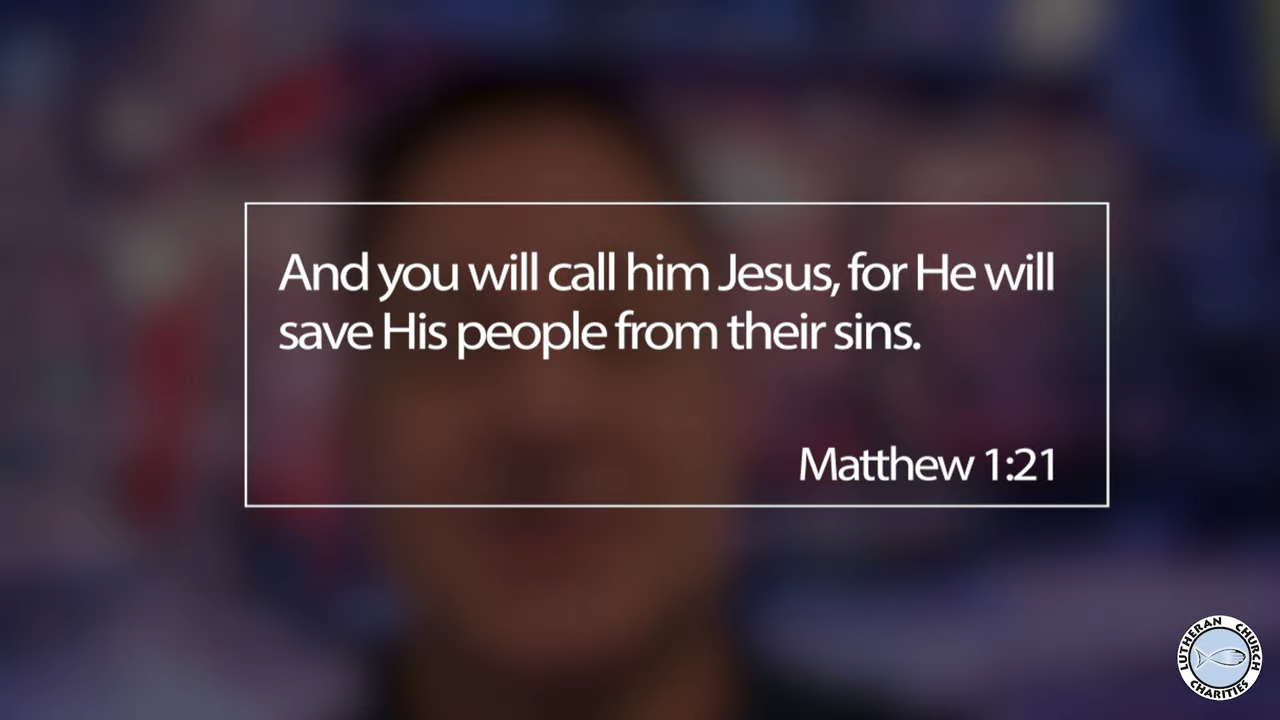 And you will call him Jesus, for He will
save His people from their sins.
Matthew 1:21
LUTHERAN CHURCH
CHARITIES